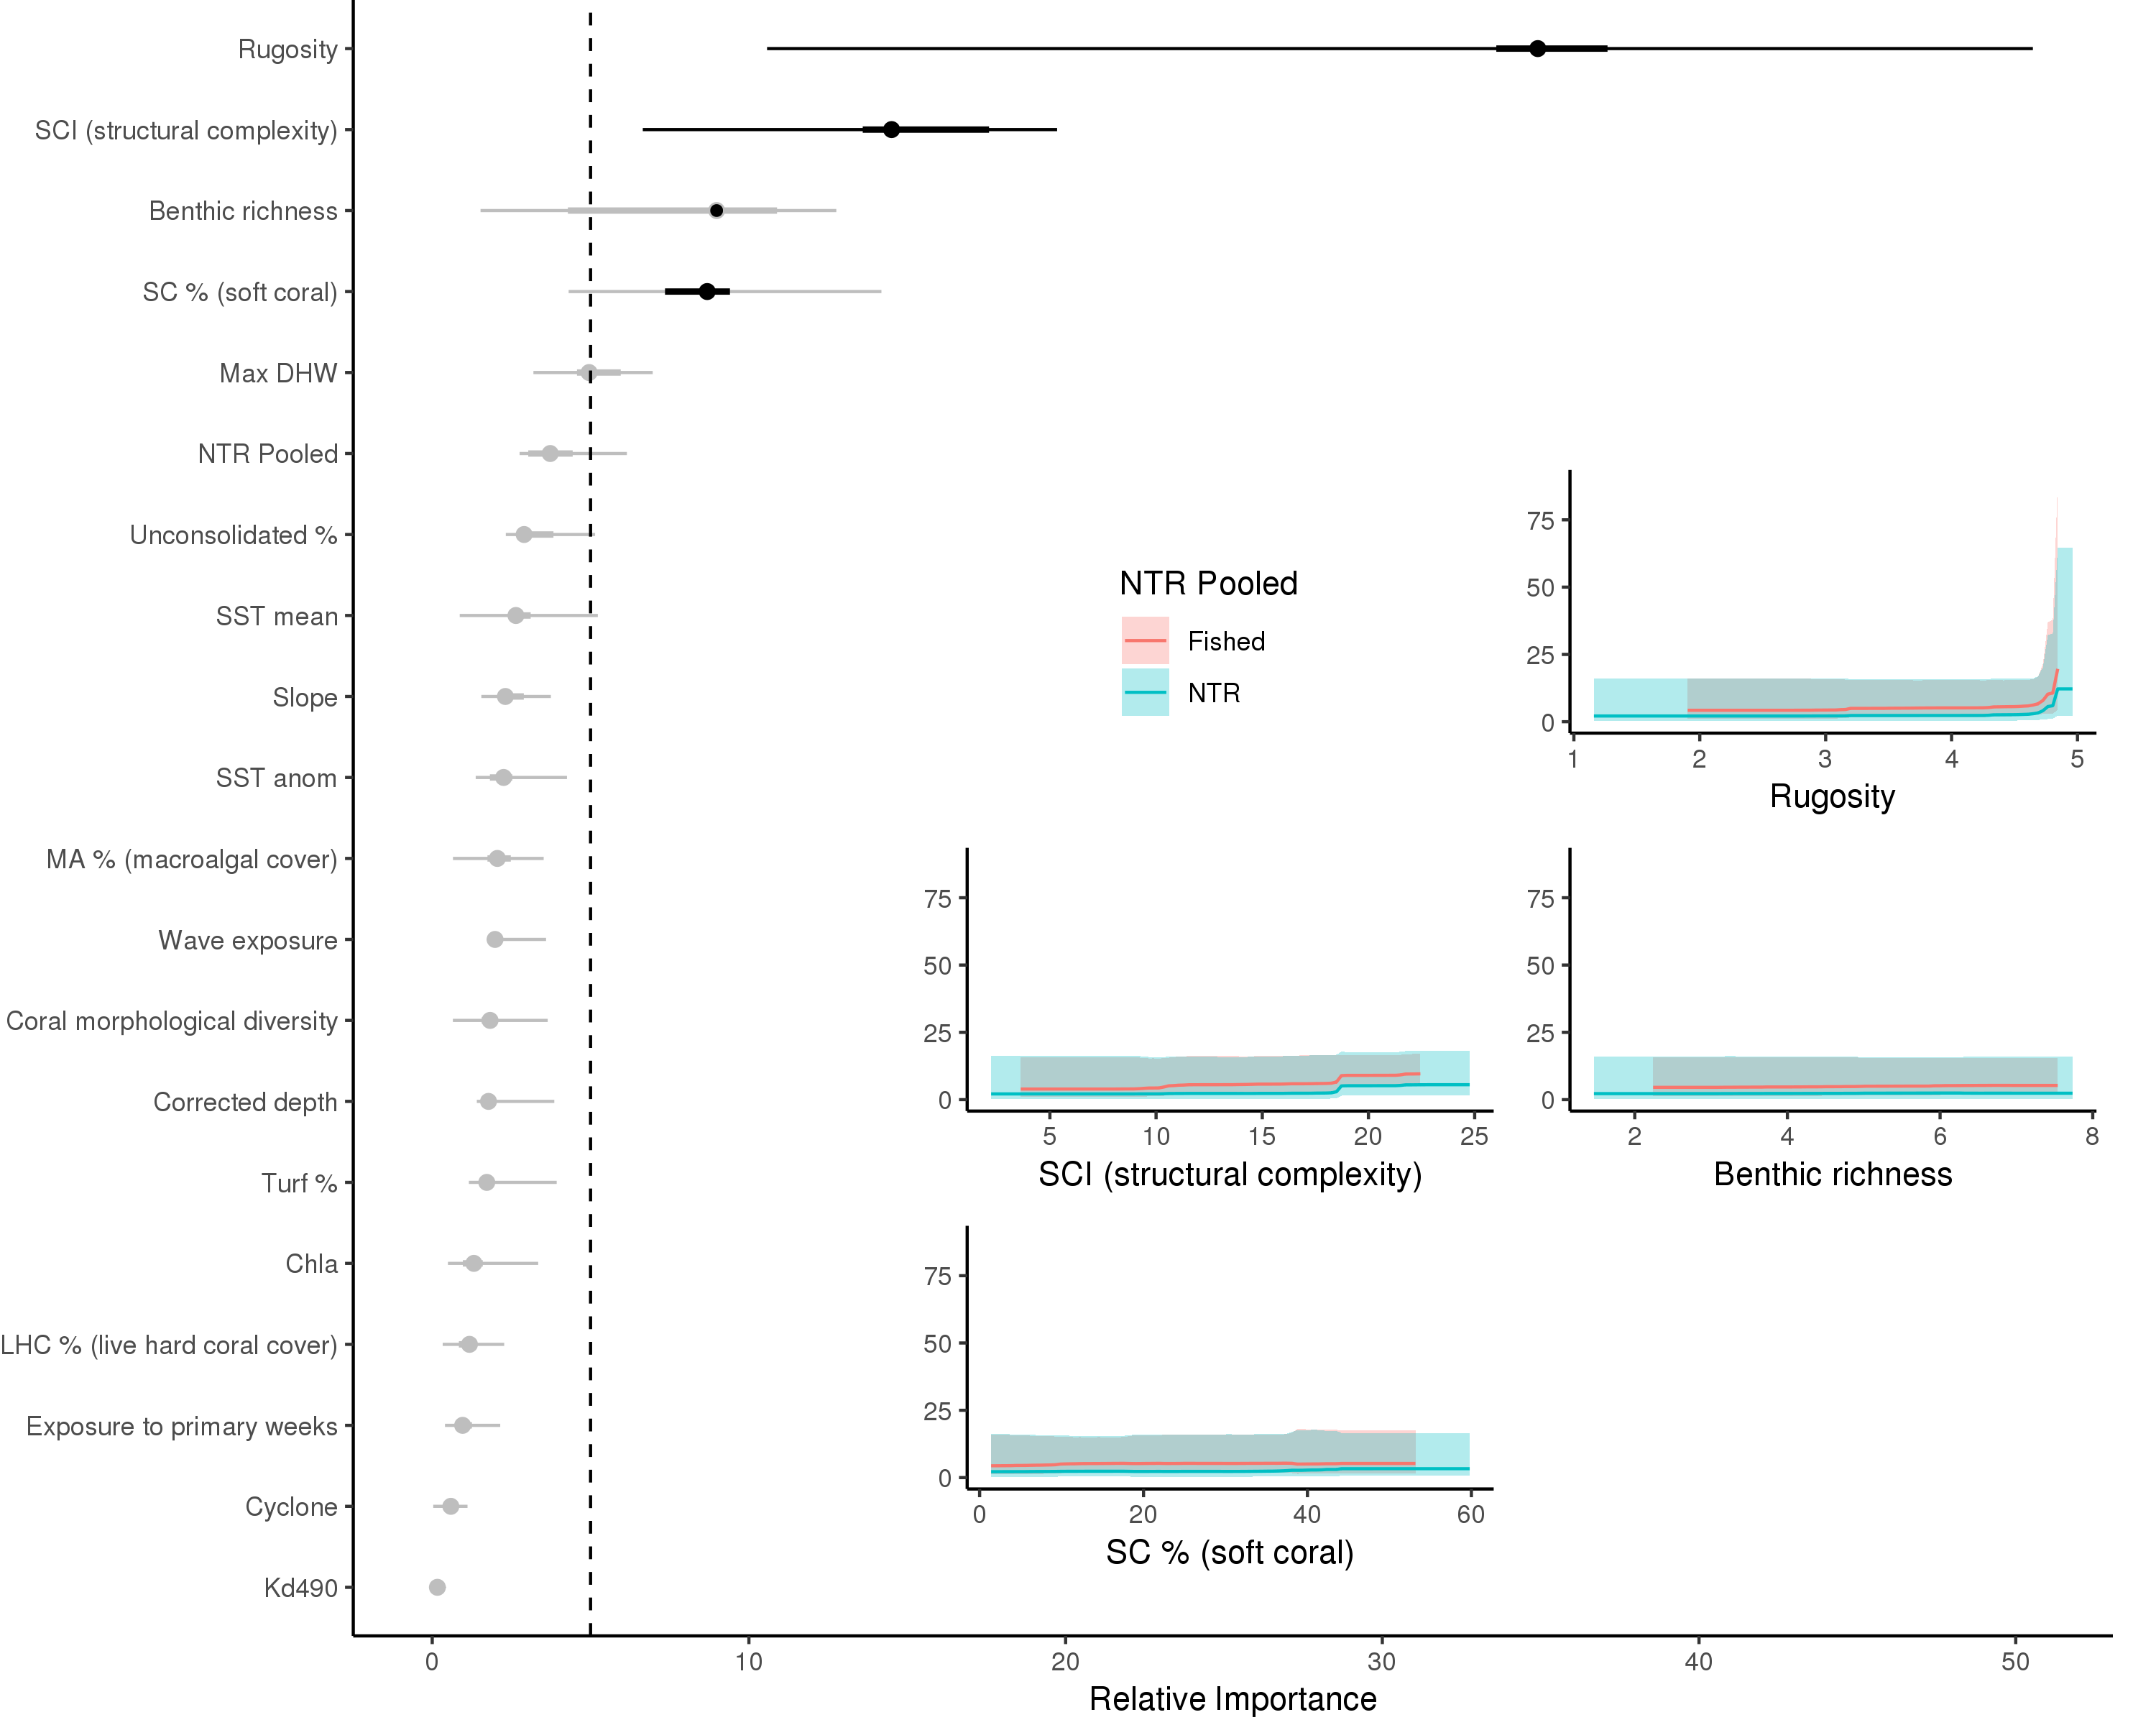 Rugosity
SCI (structural complexity)
Benthic richness
SC % (soft coral)
Max DHW
NTR Pooled
Unconsolidated %
SST mean
Slope
SST anom
MA % (macroalgal cover)
Wave exposure
Coral morphological diversity
Corrected depth
Turf %
Chla
LHC % (live hard coral cover)
Exposure to primary weeks
Cyclone
Kd490
0 10 20 30 40 50
Relative Importance
NTR Pooled
Fished
NTR
75
50
25
0
1 2 3 4 5
Rugosity
75
50
25
0
5 10 15 20 25
SCI (structural complexity)
75
50
25
0
2 4 6 8
Benthic richness
75
50
25
0
0 20 40 60
SC % (soft coral)